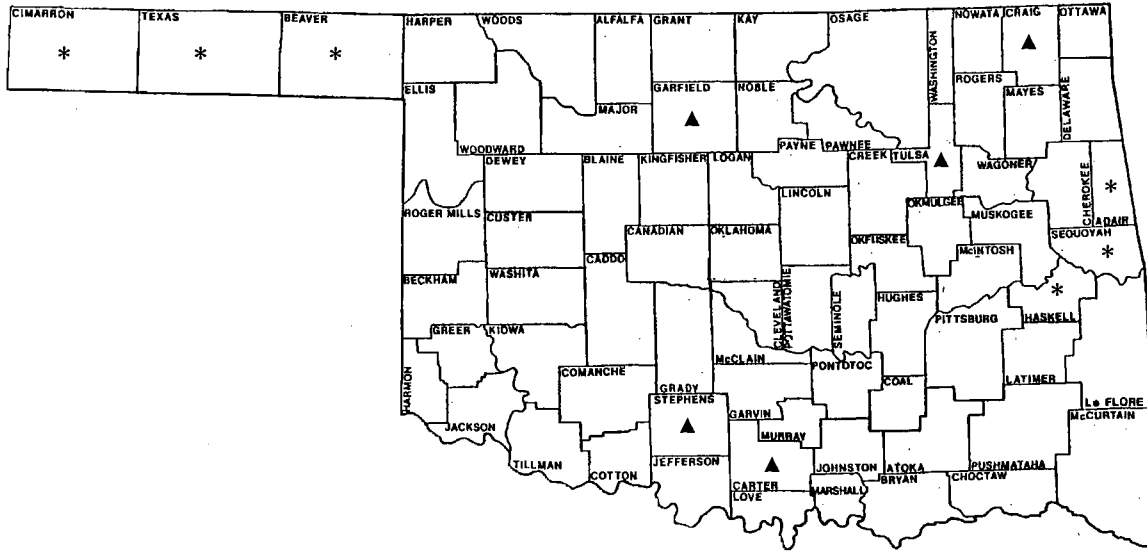 CIMARRON TEXAS BEAVER HARPER WOODS ALFALFA GRANT KAY OSAGE WASHINGTON NOWATA CRAIG OTTAWA
* * *
▲
ELLIS GARFIELD NOBLE ROGERS MAYES DELAWARE
MAJOR
▲
WOODWARD PAYNE PAWNEE
DEWEY BLAINE KINGFISHER LOGAN CREEK TULSA WAGONER
▲
LINCOLN CHEROKEE *
ROGER MILLS CUSTER OKMULGEE MUSKOGEE ADAIR
CANADIAN OKLAHOMA OKFUSKEE SEQUOYAH
McINTOSH *
BECKHAM WASHITA CADDO
CLEVELAND POTTAWATOMIE SEMINOLE HUGHES *
GREER KIOWA PITTSBURG HASKELL
McCLAIN PONTOTOC
HARMON COMANCHE GRADY COAL LATIMER
STEPHENS Le FLORE
JACKSON GARVIN McCURTAIN
▲
MURRAY
TILLMAN COTTON JEFFERSON ▲ JOHNSTON ATOKA PUSHMATAHA
CARTER BRYAN CHOCTAW
LOVE MARSHALL